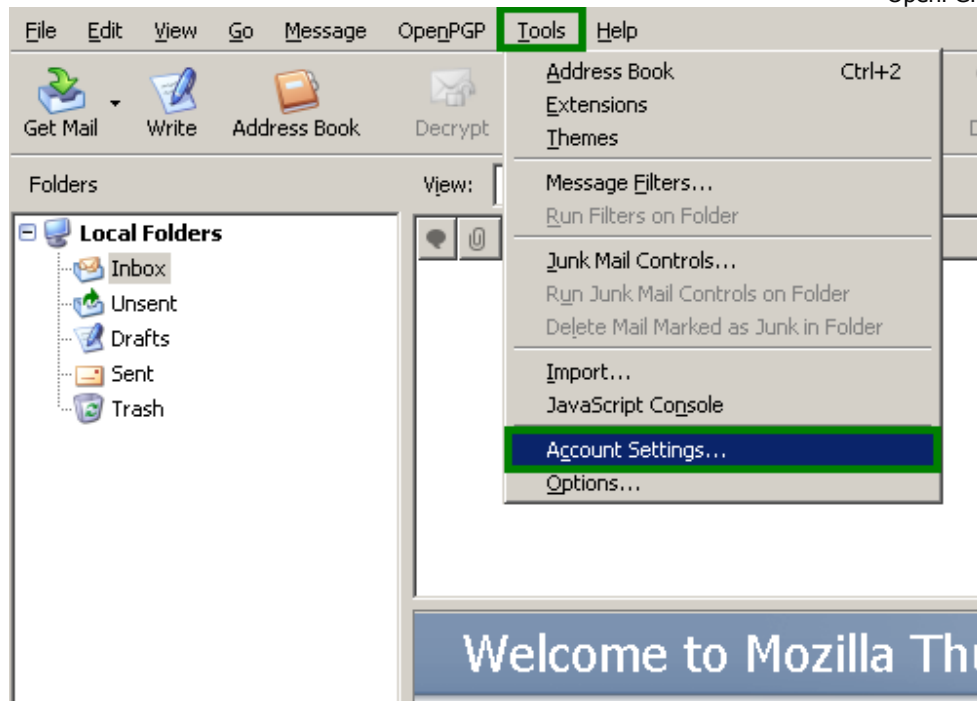 File Edit View Go Message OpenPGP Tools Help
Get Mail Write Address Book Decrypt
Address Book Ctrl+2
Extensions
Themes
Message Filters...
Run Filters on Folder
Junk Mail Controls...
Run Junk Mail Controls on Folder
Delete Mail Marked as Junk in Folder
Import...
JavaScript Console
Account Settings...
Options...
Folders
View:
Local Folders
Inbox
Unsent
Drafts
Sent
Trash
Welcome to Mozilla Thu